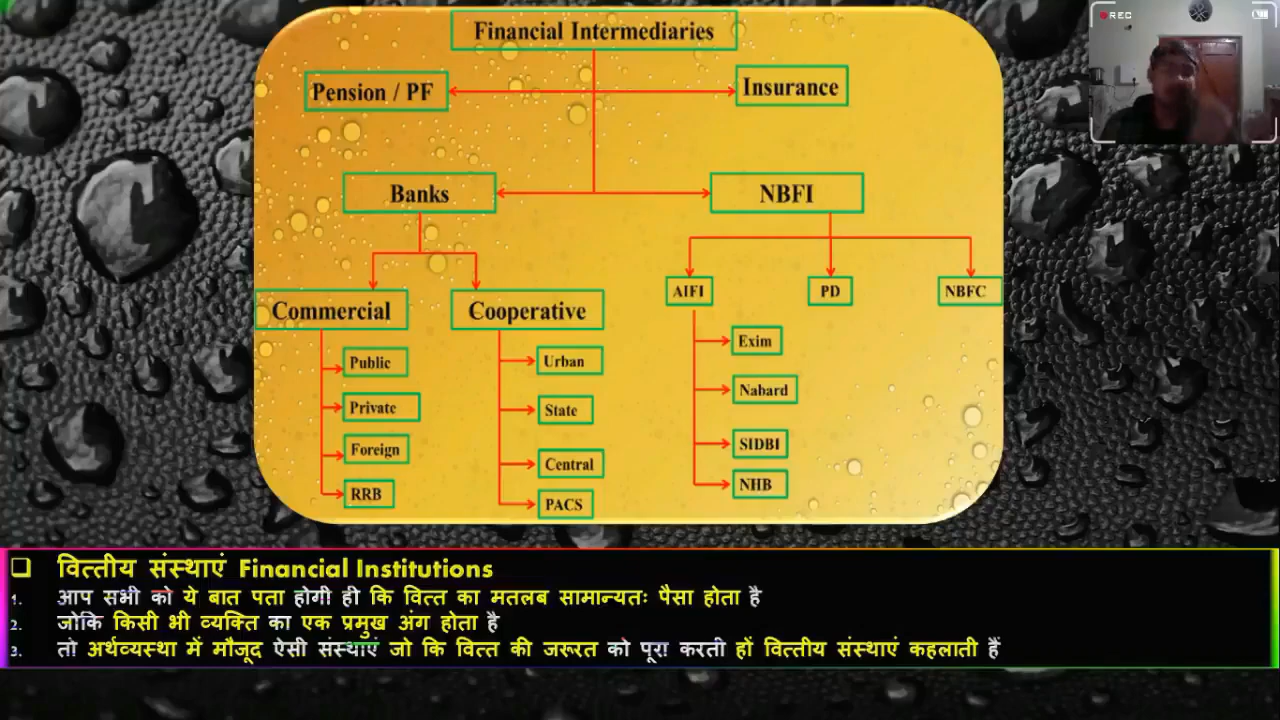 Financial Intermediaries
Pension / PF
Insurance
Banks
NBFI
Commercial
Cooperative
AIFI
PD
NBFC
Public
Private
Foreign
RRB
Urban
State
Central
PACS
Exim
Nabard
SIDBI
NHB
REC
❑ वित्तीय संस्थाएं Financial Institutions
1. आप सभी को ये बात पता होगी ही कि वित्त का मतलब सामान्यतः पैसा होता है
2. जोकि किसी भी व्यक्ति का एक प्रमुख अंग होता है
3. तो अर्थव्यस्था में मौजूद ऐसी संस्थाएं जो कि वित्त की जरूरत को पूरा करती हों वित्तीय संस्थाएं कहलाती हैं